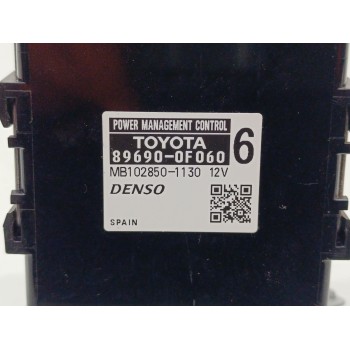 POWER MANAGEMENT CONTROL
TOYOTA 6
89690-0F060
MB102850-1130 12V
DENSO
SPAIN